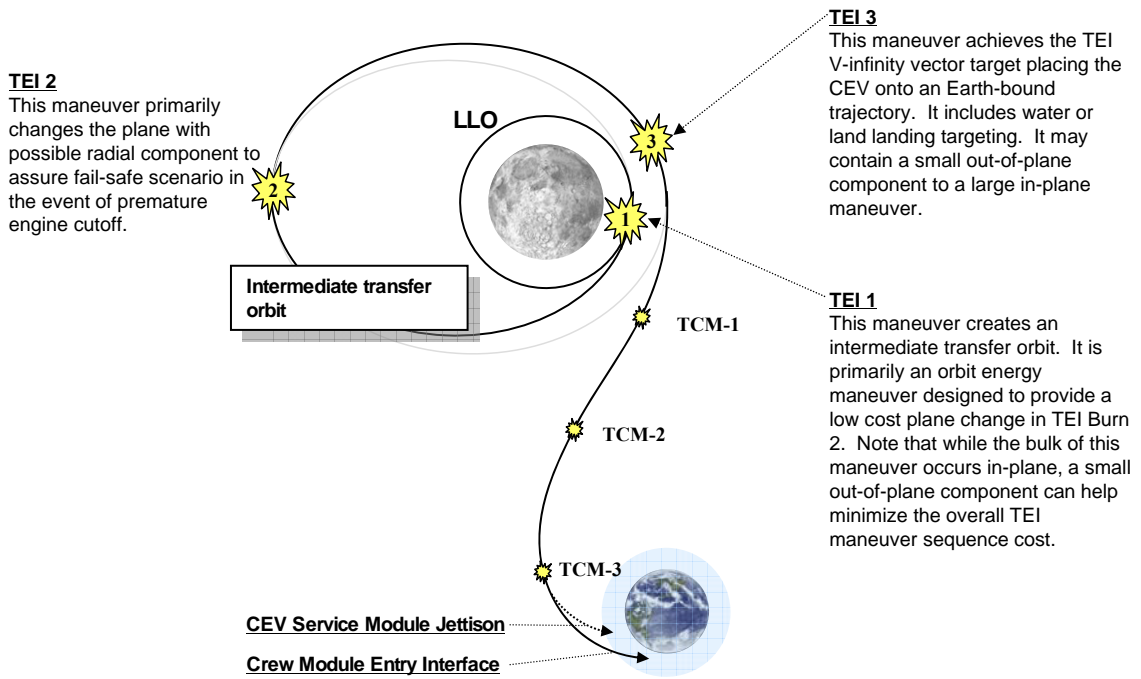 TEI 2
This maneuver primarily
changes the plane with
possible radial component to
assure fail-safe scenario in
the event of premature
engine cutoff.
LLO
2
3
1
Intermediate transfer
orbit
TEI 3
This maneuver achieves the TEI
V-infinity vector target placing the
CEV onto an Earth-bound
trajectory. It includes water or
land landing targeting. It may
contain a small out-of-plane
component to a large in-plane
maneuver.
TEI 1
This maneuver creates an
intermediate transfer orbit. It is
primarily an orbit energy
maneuver designed to provide a
low cost plane change in TEI Burn
2. Note that while the bulk of this
maneuver occurs in-plane, a small
out-of-plane component can help
minimize the overall TEI
maneuver sequence cost.
TCM-1
TCM-2
TCM-3
CEV Service Module Jettison
Crew Module Entry Interface